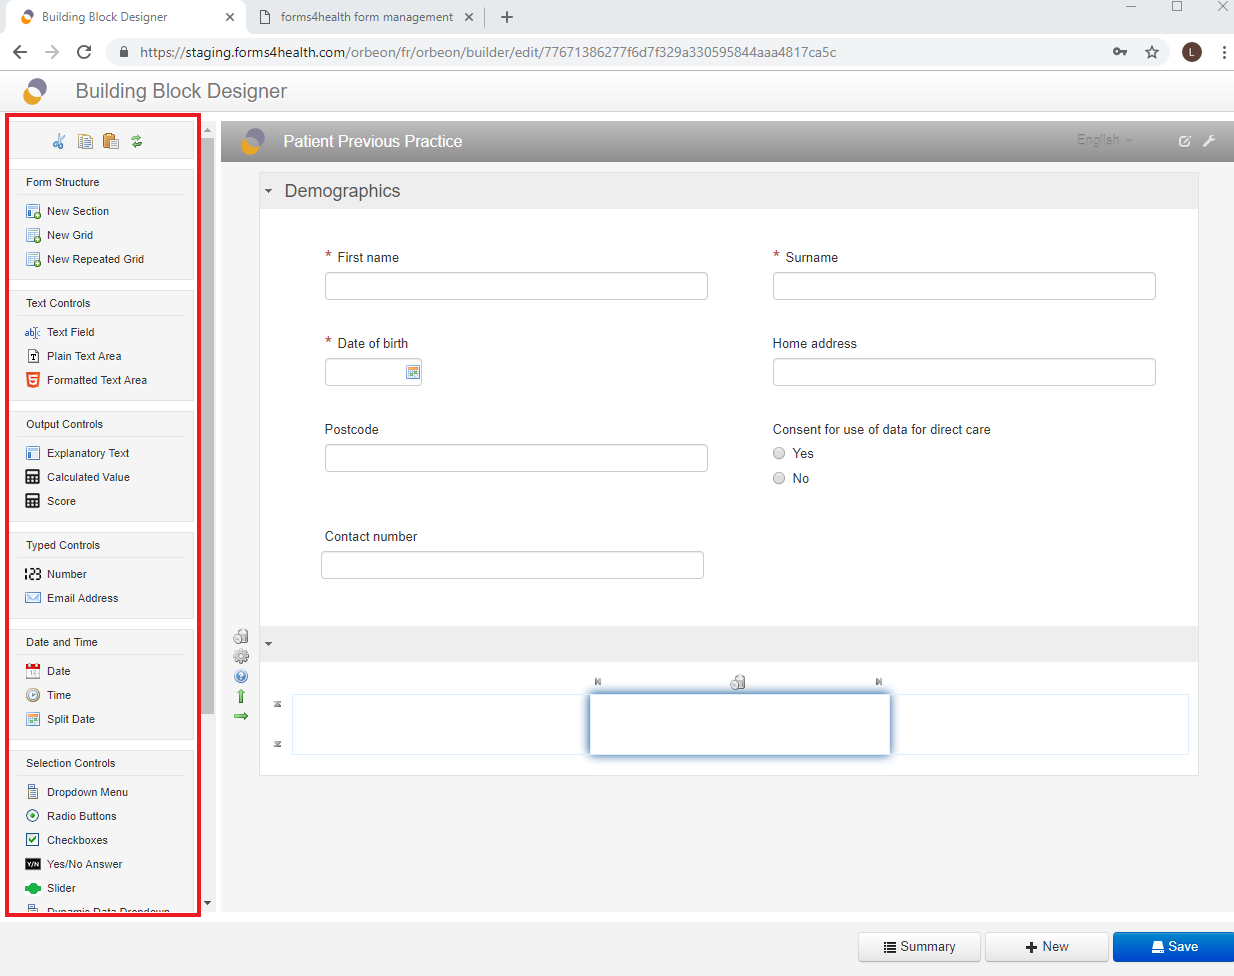 Building Block Designer
forms4health form management
https://staging.forms4health.com/orbeon/fr/orbeon/builder/edit/77671386277f6d7f329a330595844aaa4817ca5c
L
Building Block Designer
Form Structure
New Section
New Grid
New Repeated Grid
Text Controls
Text Field
Plain Text Area
Formatted Text Area
Output Controls
Explanatory Text
Calculated Value
Score
Typed Controls
Number
Email Address
Date and Time
Date
Time
Split Date
Selection Controls
Dropdown Menu
Radio Buttons
Checkboxes
Y/N Yes/No Answer
Slider
Dynamic Data Dropdown
Patient Previous Practice
English
Demographics
* First name
* Surname
* Date of birth
Home address
Postcode
Consent for use of data for direct care
Yes
No
Contact number
Summary
New
Save